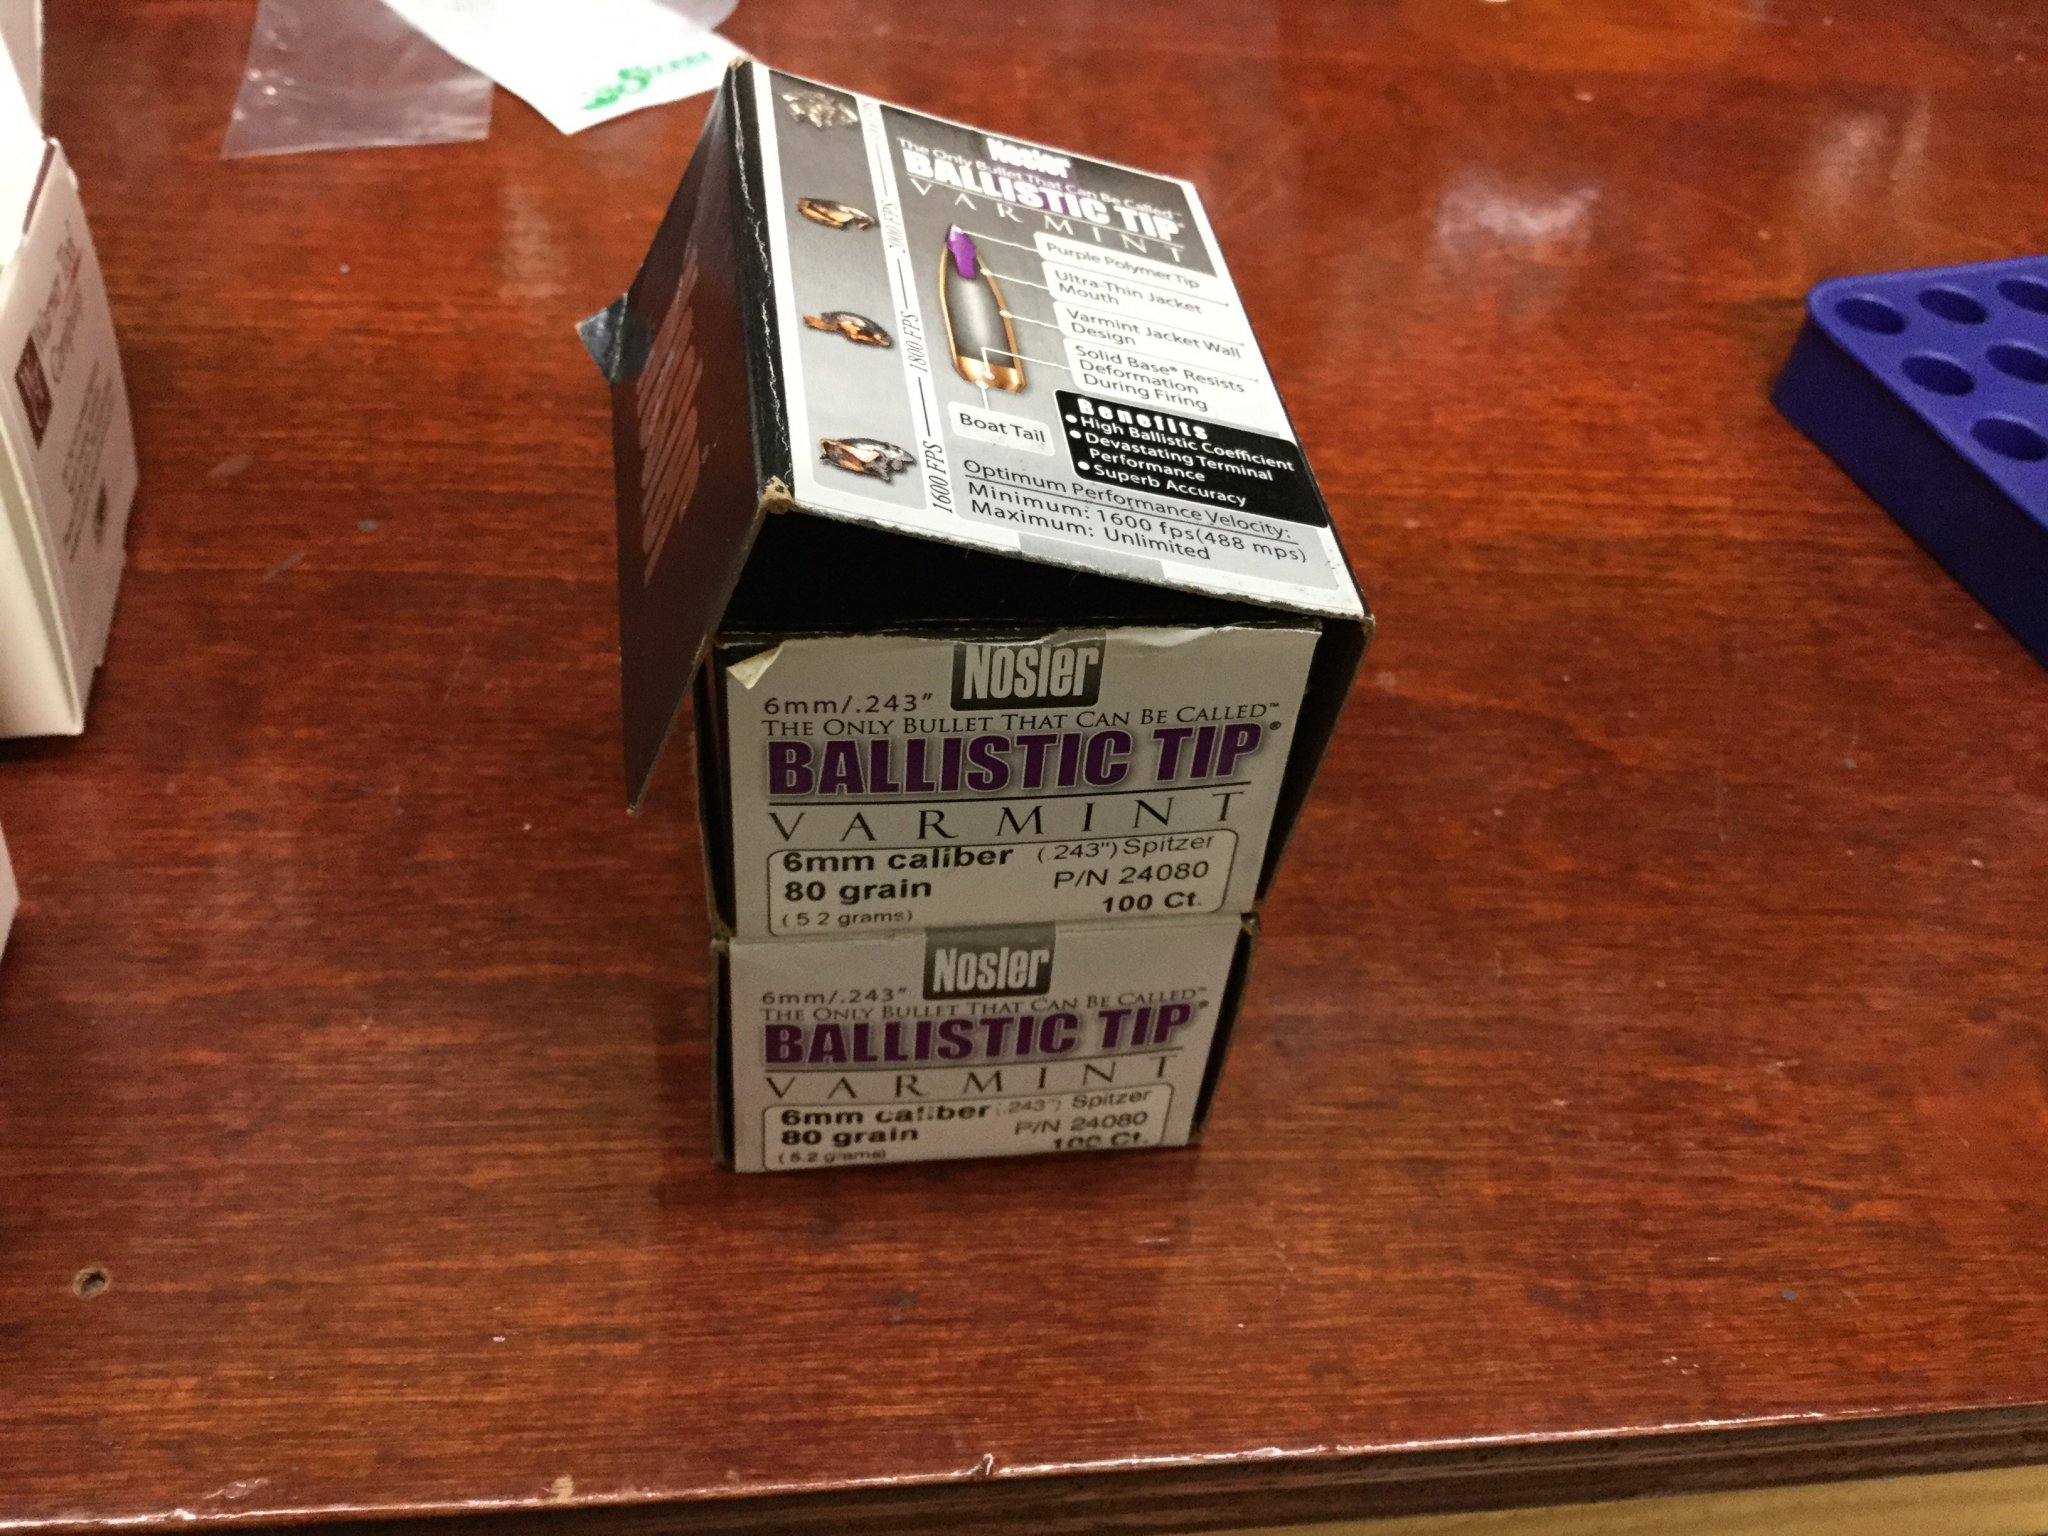 Sierra
Nosler
The Only Bullet That Can Be Called™
BALLISTIC TIP®
VARMINT
Purple Polymer Tip
Ultra-Thin Jacket
Mouth
Varmint Jacket Wall
Design
Solid Base® Resists
Deformation
During Firing
Boat Tail
2000 FPS
1800 FPS
1600 FPS
Benefits
• High Ballistic Coefficient
• Devastating Terminal
Performance
• Superb Accuracy
Optimum Performance Velocity:
Minimum: 1600 fps(488 mps)
Maximum: Unlimited
Nosler
6mm/.243"
THE ONLY BULLET THAT CAN BE CALLED™
BALLISTIC TIP®
VARMINT
6mm caliber (.243") Spitzer
80 grain P/N 24080
(5.2 grams) 100 Ct.
Nosler
6mm/.243"
THE ONLY BULLET THAT CAN BE CALLED™
BALLISTIC TIP®
VARMINT
6mm caliber (.243") Spitzer
80 grain P/N 24080
(5.2 grams) 100 Ct.